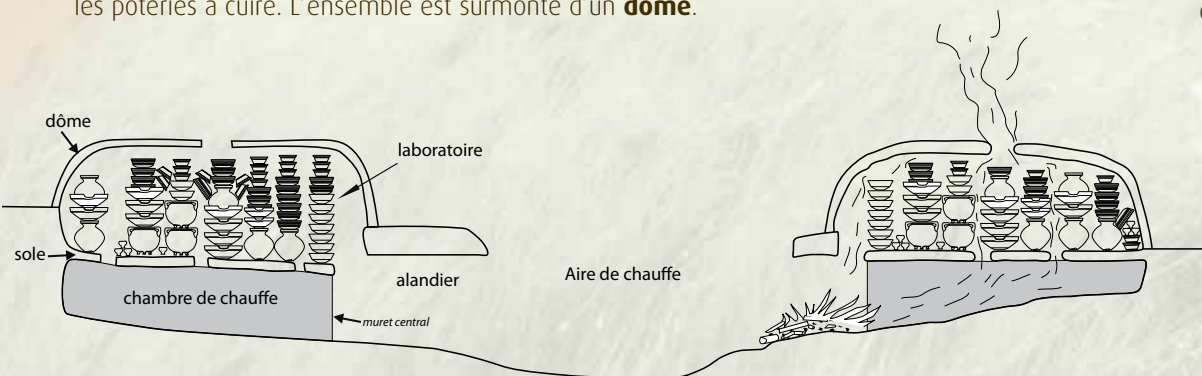 les poteries à cuire. L'ensemble est surmonté d'un dôme.
dôme
laboratoire
sole
alandier
Aire de chauffe
chambre de chauffe
muret central